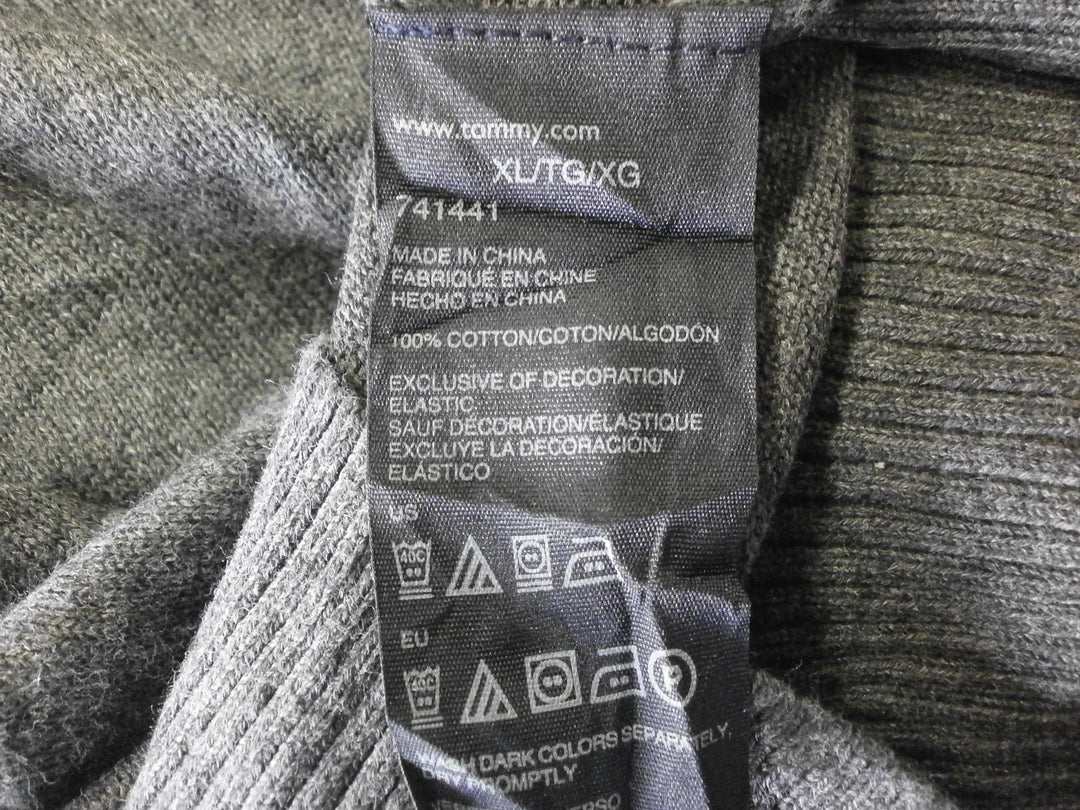 www.tommy.com
XL/TG/XG
741441
MADE IN CHINA
FABRIQUÉ EN CHINE
HECHO EN CHINA
100% COTTON/COTON/ALGODÓN
EXCLUSIVE OF DECORATION/
ELASTIC
SAUF DÉCORATION/ÉLASTIQUE
EXCLUYE LA DECORACIÓN/
ELÁSTICO
US
EU
P
DARK COLORS SEPARATELY.